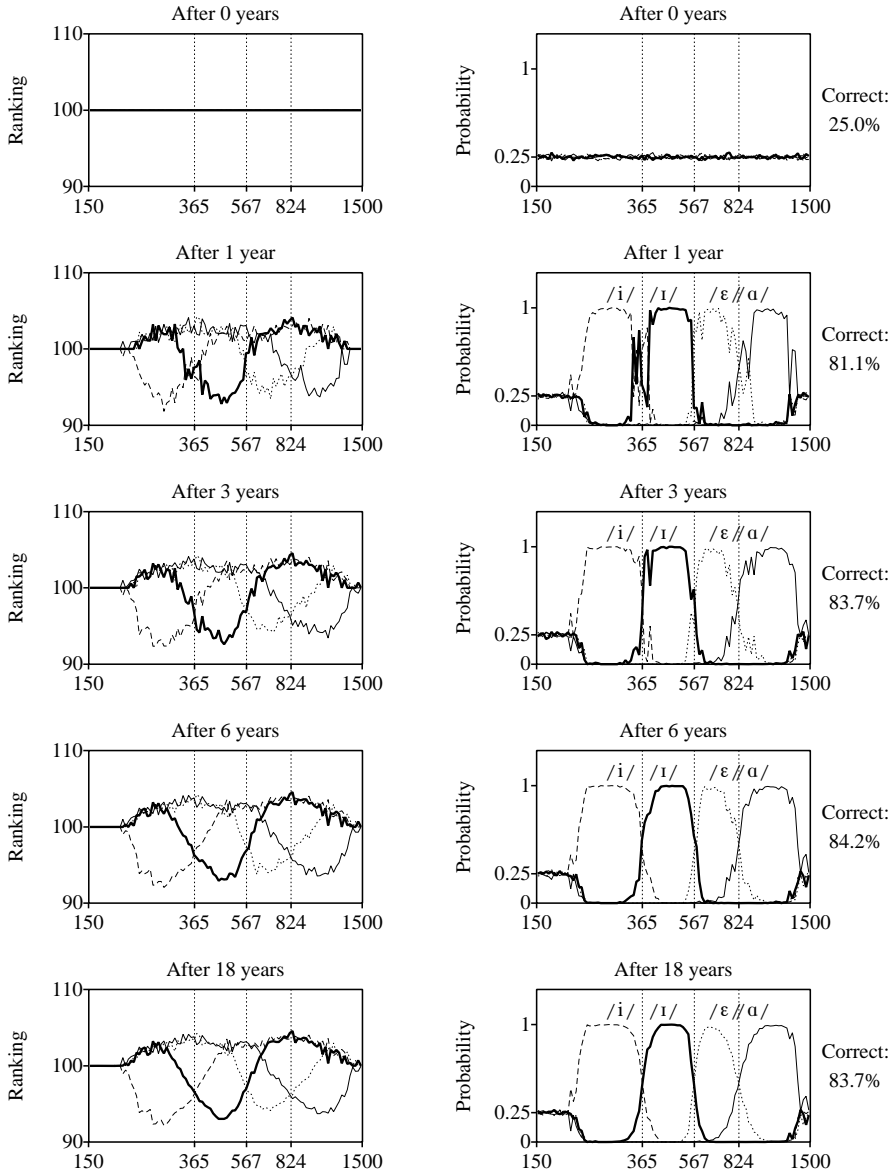 After 0 years
After 0 years
110
100
90
Ranking
150 365 567 824 1500
1
0.25
0
Probability
150 365 567 824 1500
Correct:
25.0%
After 1 year
After 1 year
110
100
90
Ranking
150 365 567 824 1500
/i/ /ɪ/ /ɛ/ /ɑ/
1
0.25
0
Probability
150 365 567 824 1500
Correct:
81.1%
After 3 years
After 3 years
110
100
90
Ranking
150 365 567 824 1500
/i/ /ɪ/ /ɛ/ /ɑ/
1
0.25
0
Probability
150 365 567 824 1500
Correct:
83.7%
After 6 years
After 6 years
110
100
90
Ranking
150 365 567 824 1500
/i/ /ɪ/ /ɛ/ /ɑ/
1
0.25
0
Probability
150 365 567 824 1500
Correct:
84.2%
After 18 years
After 18 years
110
100
90
Ranking
150 365 567 824 1500
/i/ /ɪ/ /ɛ/ /ɑ/
1
0.25
0
Probability
150 365 567 824 1500
Correct:
83.7%